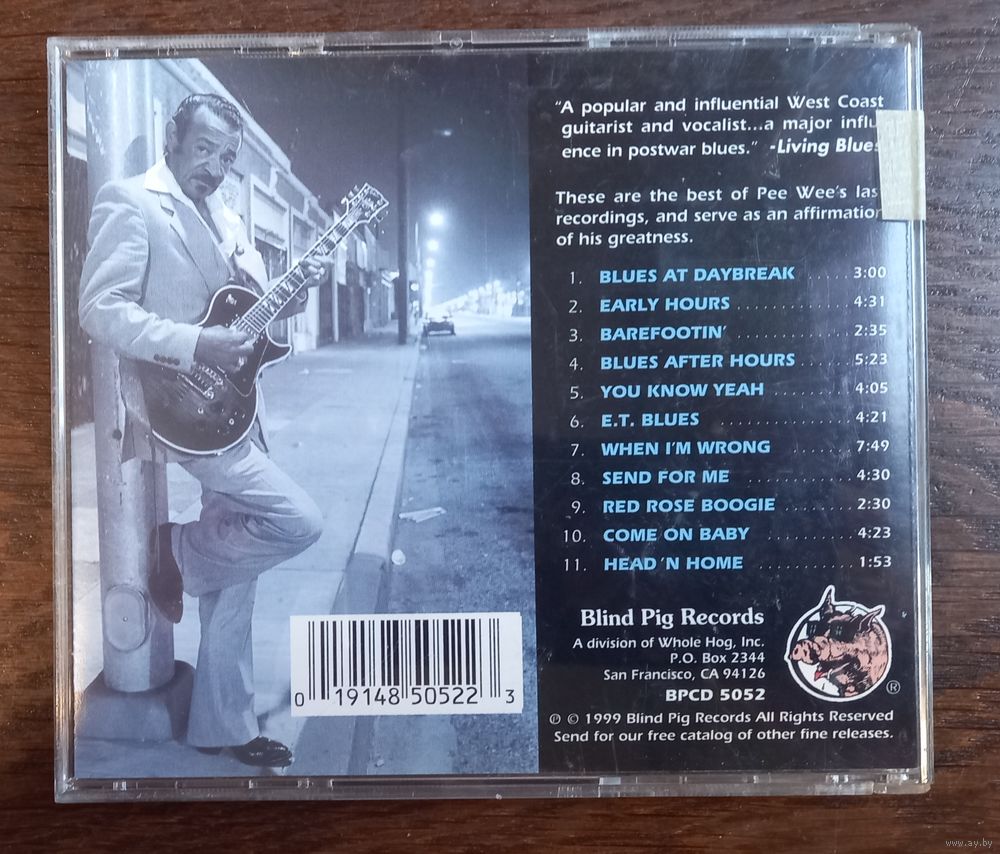 "A popular and influential West Coast
guitarist and vocalist...a major influ-
ence in postwar blues." -Living Blues
These are the best of Pee Wee's las
recordings, and serve as an affirmation
of his greatness.
1. BLUES AT DAYBREAK ..... 3:00
2. EARLY HOURS ............ 4:31
3. BAREFOOTIN' ............ 2:35
4. BLUES AFTER HOURS ...... 5:23
5. YOU KNOW YEAH ......... 4:05
6. E.T. BLUES .............. 4:21
7. WHEN I'M WRONG ........ 7:49
8. SEND FOR ME ............ 4:30
9. RED ROSE BOOGIE ........ 2:30
10. COME ON BABY .......... 4:23
11. HEAD 'N HOME ........... 1:53
Blind Pig Records
A division of Whole Hog, Inc.
P.O. Box 2344
San Francisco, CA 94126
BPCD 5052
®
℗ © 1999 Blind Pig Records All Rights Reserved
Send for our free catalog of other fine releases.
0 19148 50522 3
www.ay.by